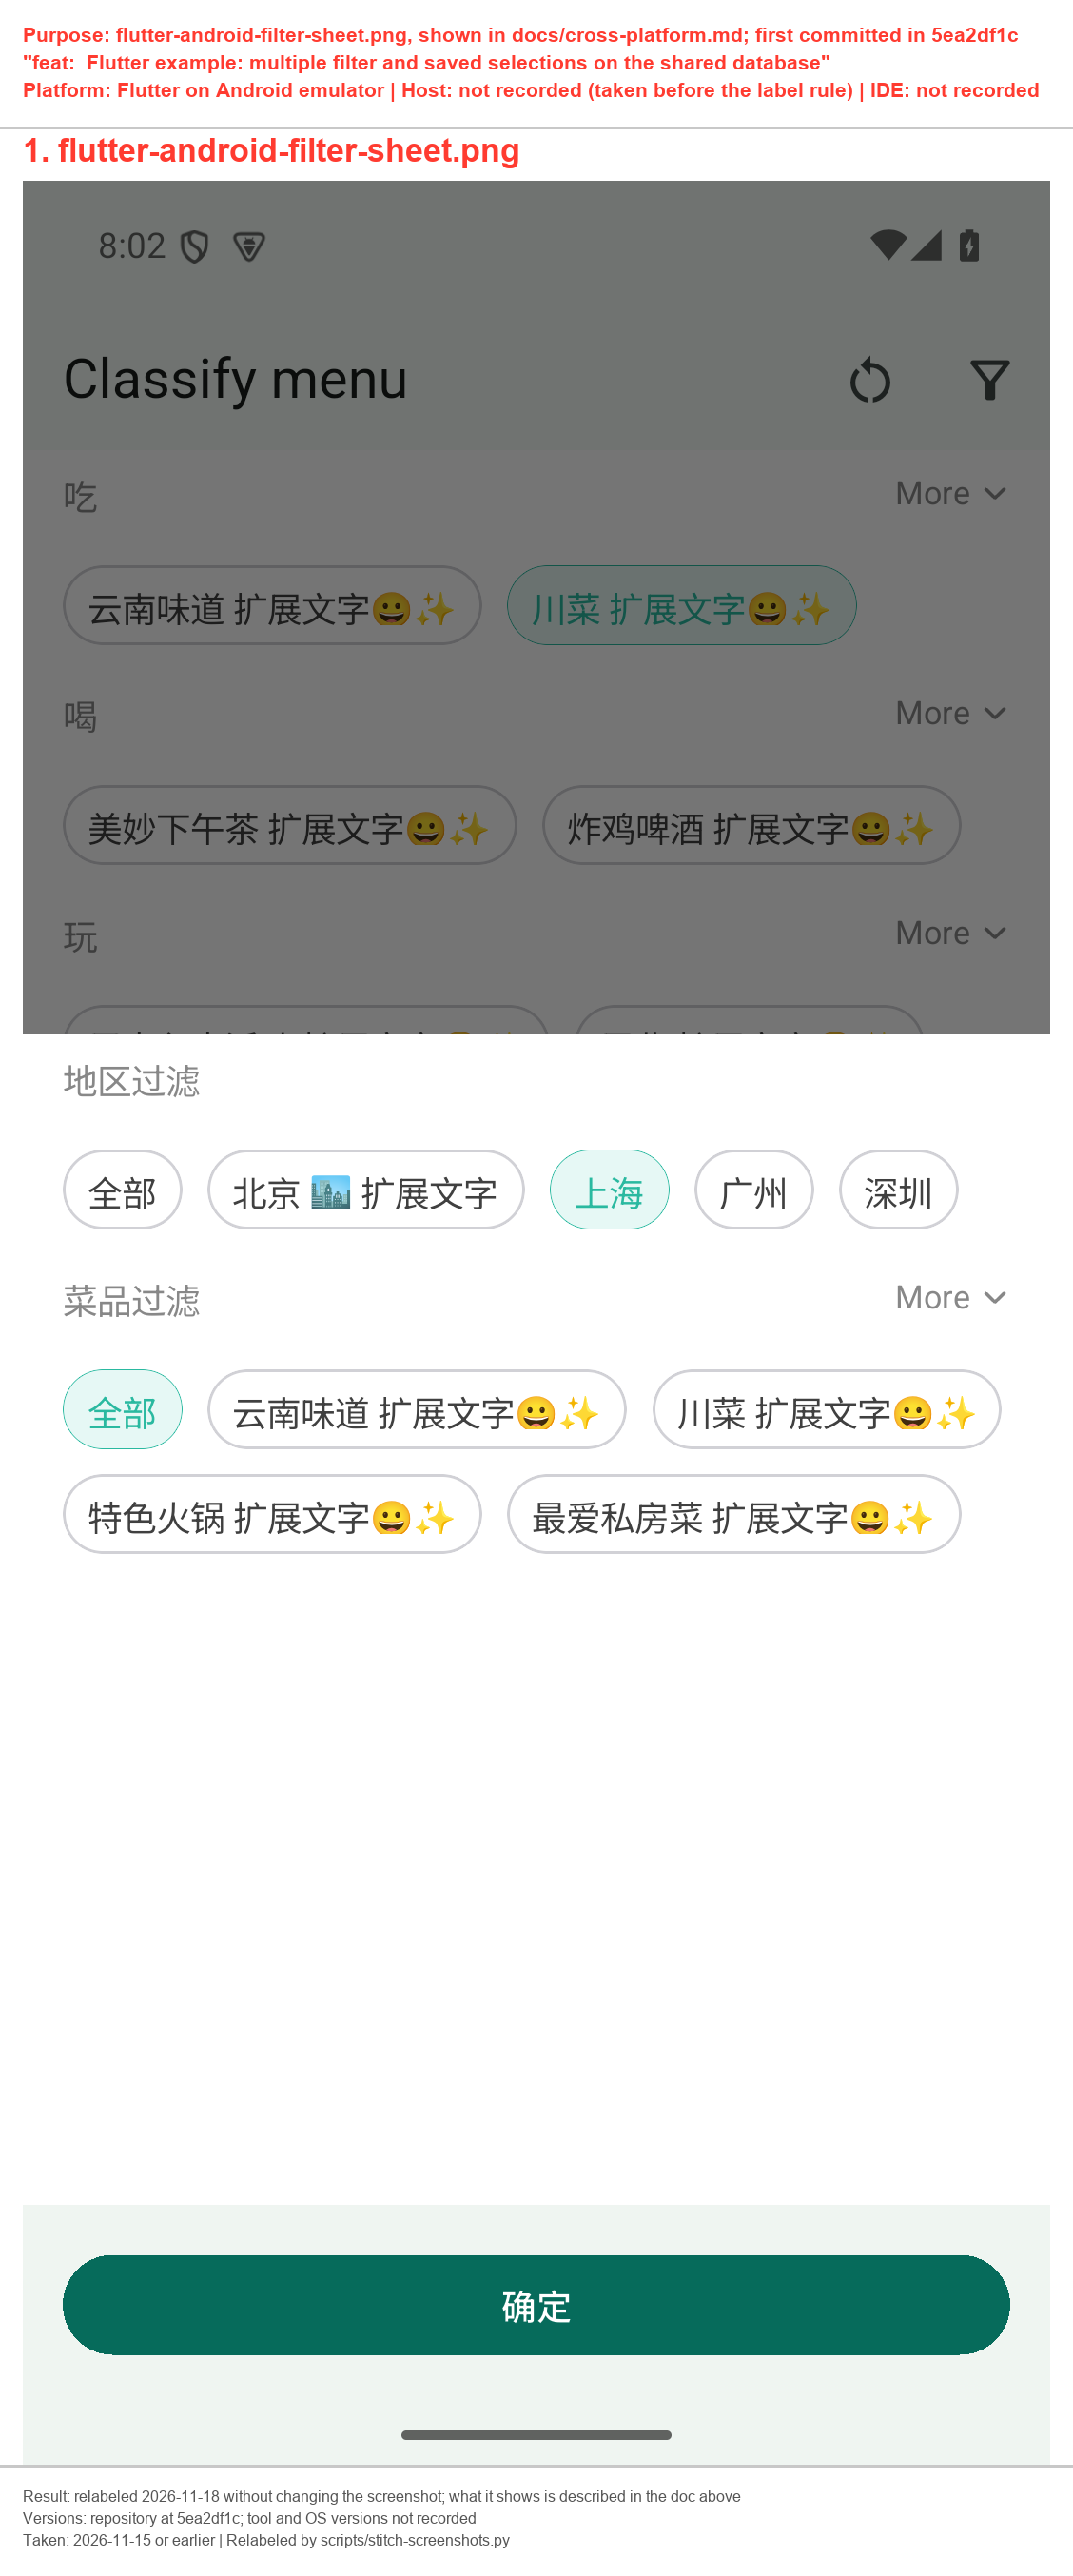 Purpose: flutter-android-filter-sheet.png, shown in docs/cross-platform.md; first committed in 5ea2df1c
"feat:  Flutter example: multiple filter and saved selections on the shared database"
Platform: Flutter on Android emulator | Host: not recorded (taken before the label rule) | IDE: not recorded
1. flutter-android-filter-sheet.png
8:02
Classify menu
吃 More
云南味道 扩展文字😀✨ 川菜 扩展文字😀✨
喝 More
美妙下午茶 扩展文字😀✨ 炸鸡啤酒 扩展文字😀✨
玩 More
地区过滤
全部 北京 🏙️ 扩展文字 上海 广州 深圳
菜品过滤 More
全部 云南味道 扩展文字😀✨ 川菜 扩展文字😀✨
特色火锅 扩展文字😀✨ 最爱私房菜 扩展文字😀✨
确定
Result: relabeled 2026-11-18 without changing the screenshot; what it shows is described in the doc above
Versions: repository at 5ea2df1c; tool and OS versions not recorded
Taken: 2026-11-15 or earlier | Relabeled by scripts/stitch-screenshots.py